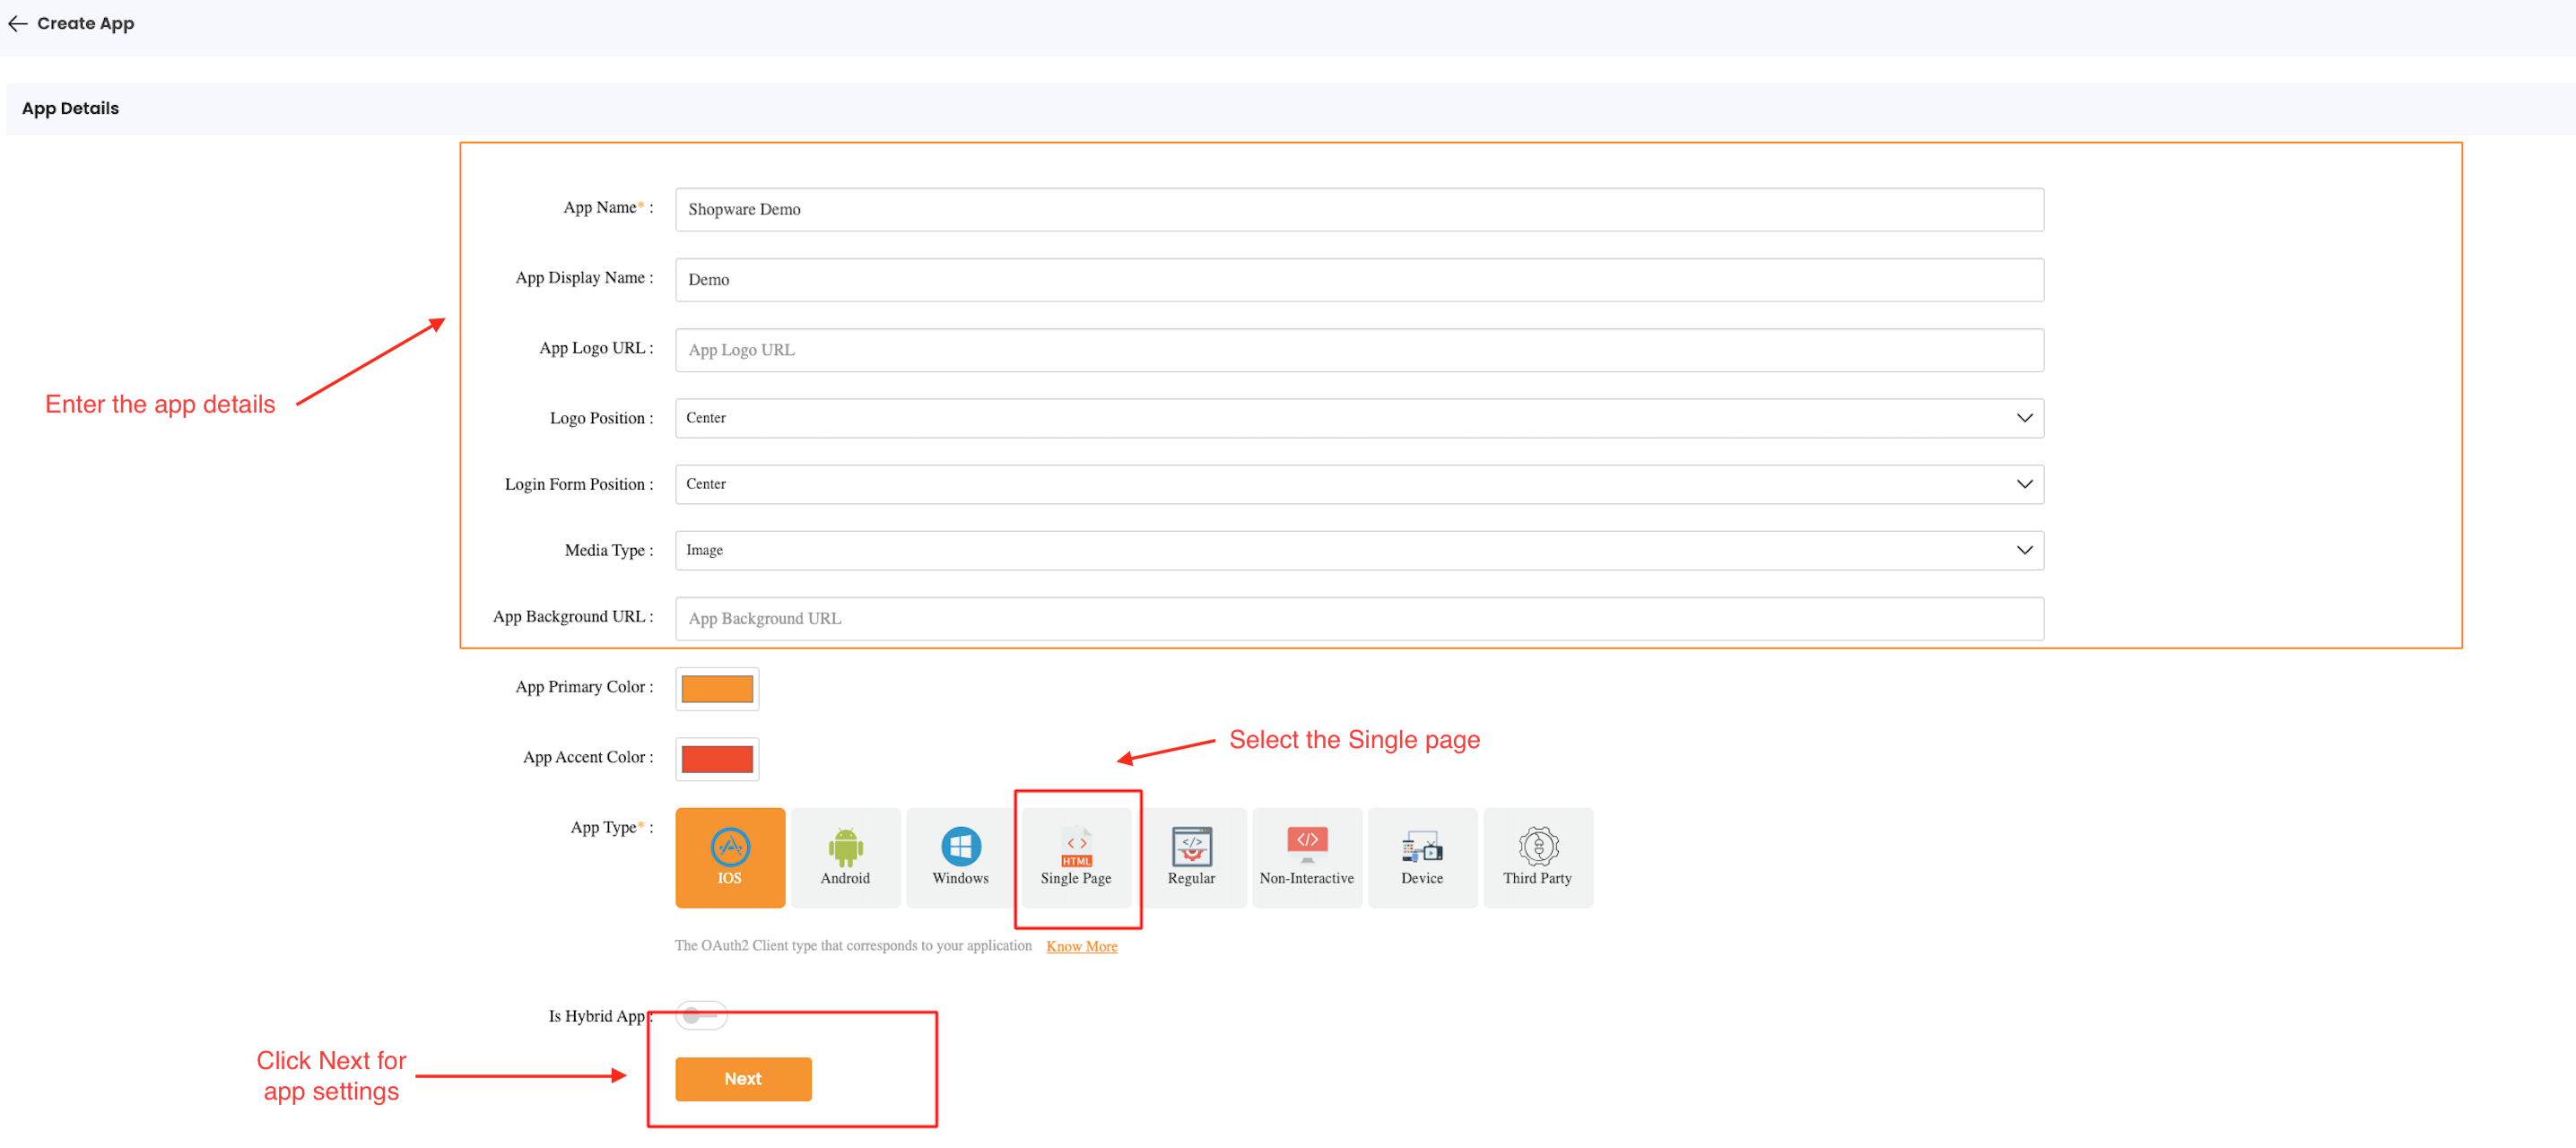 Create App
App Details
App Name* :
Shopware Demo
App Display Name :
Demo
App Logo URL :
App Logo URL
Enter the app details
Logo Position :
Center
Login Form Position :
Center
Media Type :
Image
App Background URL :
App Background URL
App Primary Color :
Select the Single page
App Accent Color :
App Type* :
IOS
Android
Windows
HTML
Single Page
Regular
Non-Interactive
Device
Third Party
The OAuth2 Client type that corresponds to your application Know More
Is Hybrid App :
Click Next for
app settings
Next